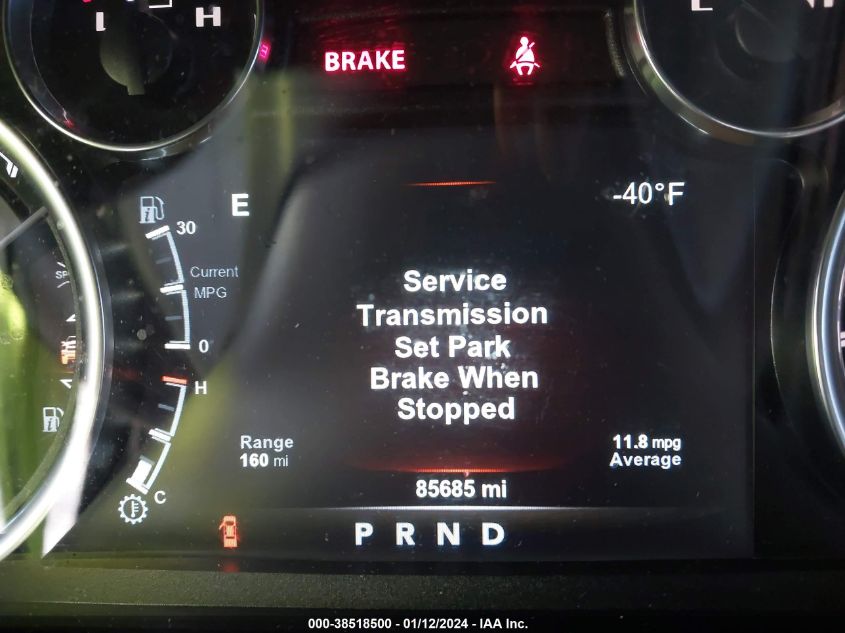 H
BRAKE
-40°F
E
30
Current
MPG
0
Service
Transmission
Set Park
Brake When
Stopped
H
Range
160 mi
11.8 mpg
Average
85685 mi
C
P R N D
000-38518500 - 01/12/2024 - IAA Inc.